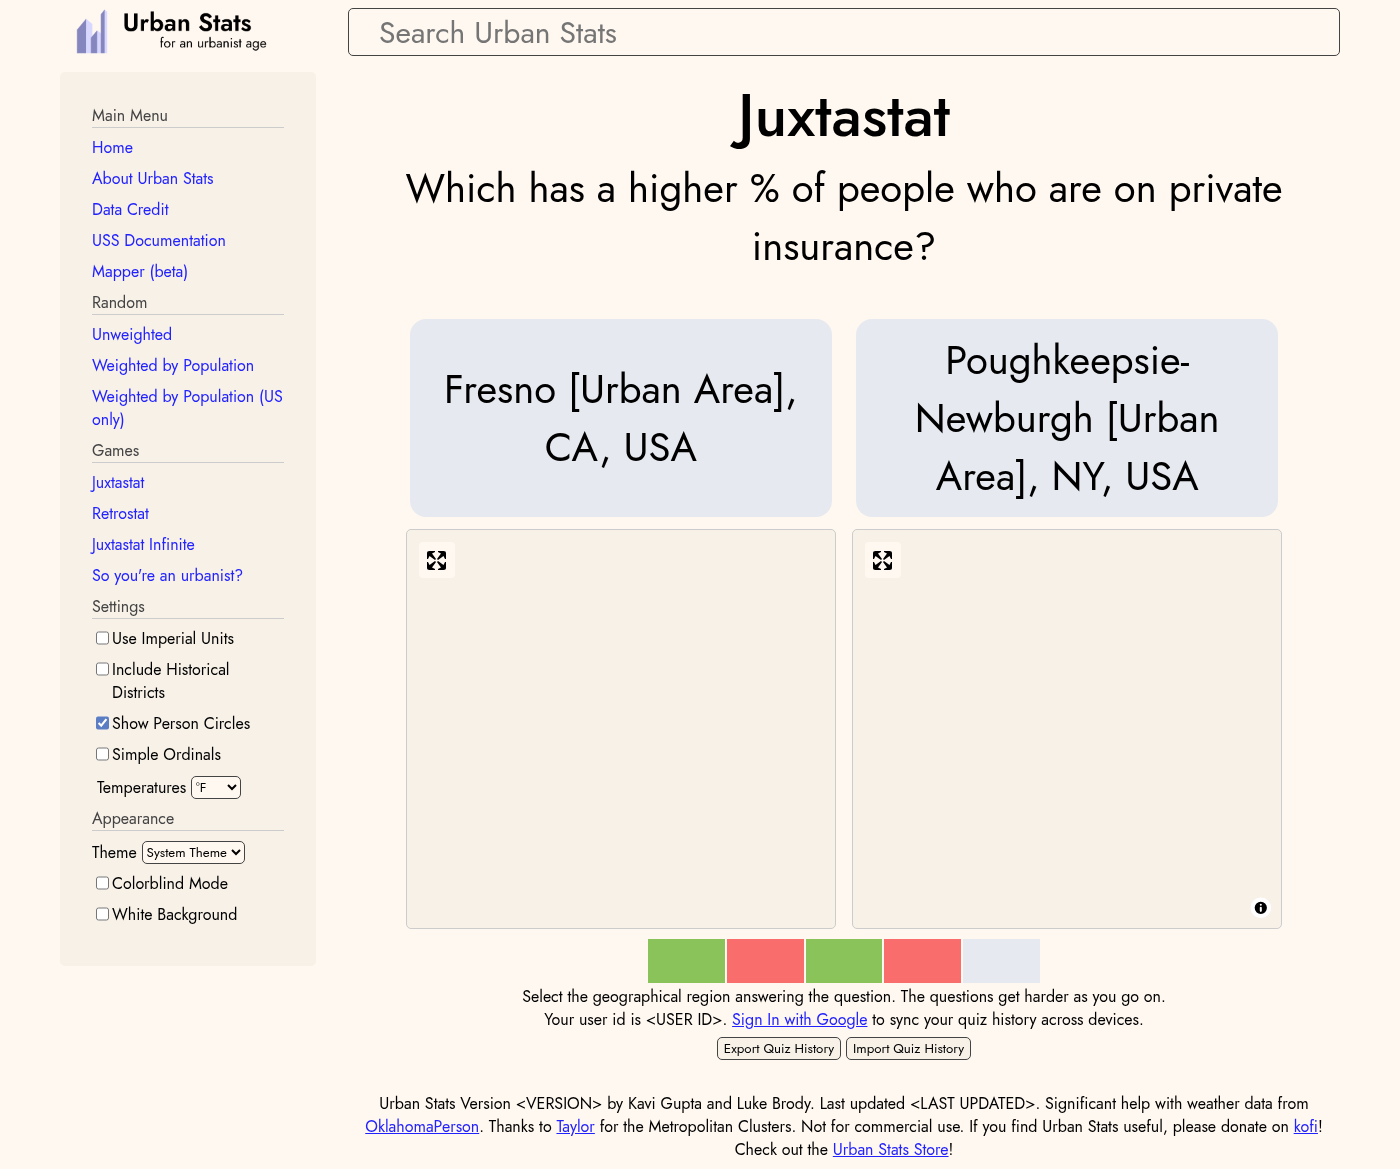 Urban Stats
for an urbanist age
Search Urban Stats
Main Menu
Home
About Urban Stats
Data Credit
USS Documentation
Mapper (beta)
Random
Unweighted
Weighted by Population
Weighted by Population (US
only)
Games
Juxtastat
Retrostat
Juxtastat Infinite
So you're an urbanist?
Settings
Use Imperial Units
Include Historical
Districts
Show Person Circles
Simple Ordinals
Temperatures °F
Appearance
Theme System Theme
Colorblind Mode
White Background
Juxtastat
Which has a higher % of people who are on private
insurance?
Fresno [Urban Area],
CA, USA
Poughkeepsie-
Newburgh [Urban
Area], NY, USA
Select the geographical region answering the question. The questions get harder as you go on.
Your user id is <USER ID>. Sign In with Google to sync your quiz history across devices.
Export Quiz History Import Quiz History
Urban Stats Version <VERSION> by Kavi Gupta and Luke Brody. Last updated <LAST UPDATED>. Significant help with weather data from
OklahomaPerson. Thanks to Taylor for the Metropolitan Clusters. Not for commercial use. If you find Urban Stats useful, please donate on kofi!
Check out the Urban Stats Store!